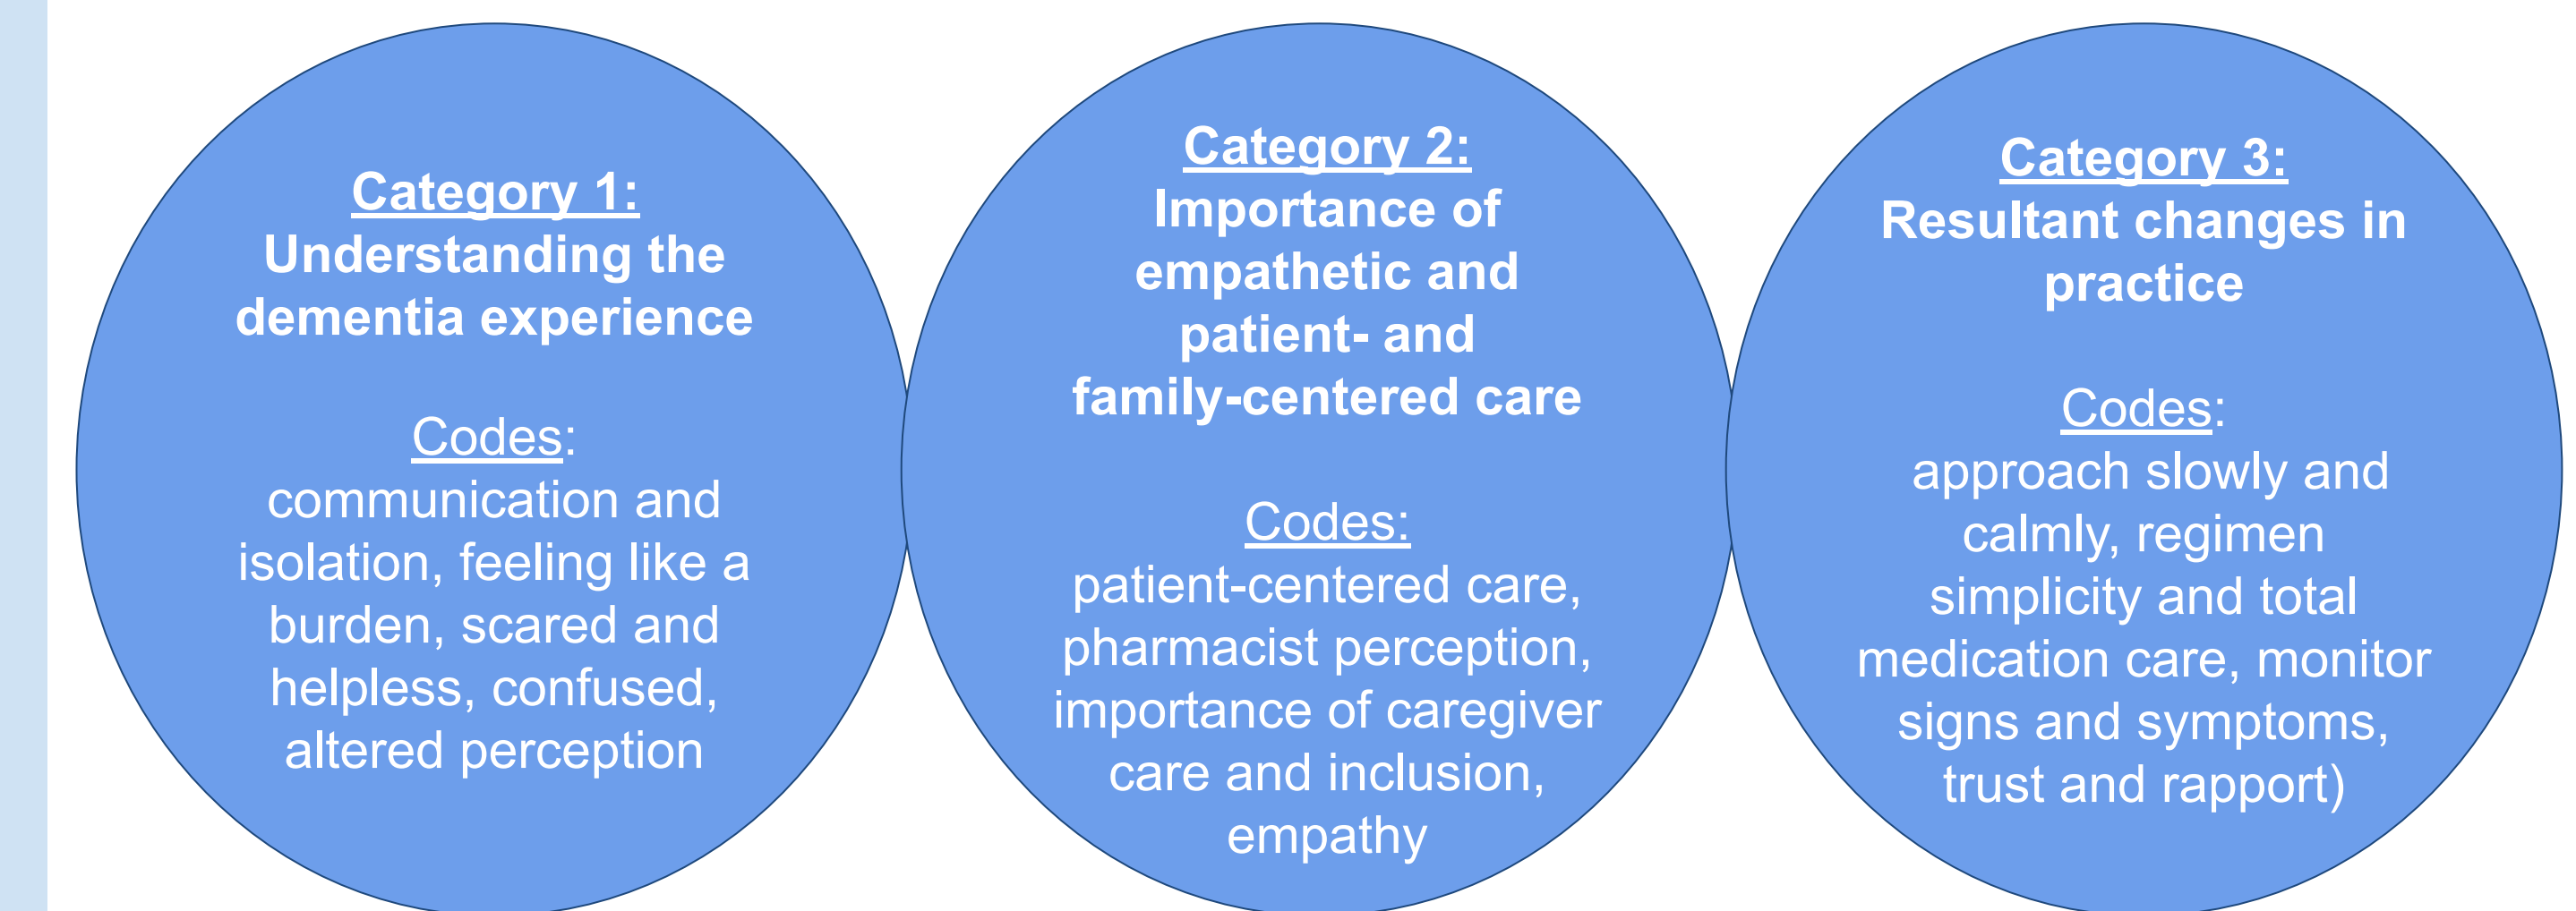 Category 1:
Understanding the
dementia experience
Codes:
communication and
isolation, feeling like a
burden, scared and
helpless, confused,
altered perception
Category 2:
Importance of
empathetic and
patient- and
family-centered care
Codes:
patient-centered care,
pharmacist perception,
importance of caregiver
care and inclusion,
empathy
Category 3:
Resultant changes in
practice
Codes:
approach slowly and
calmly, regimen
simplicity and total
medication care, monitor
signs and symptoms,
trust and rapport)